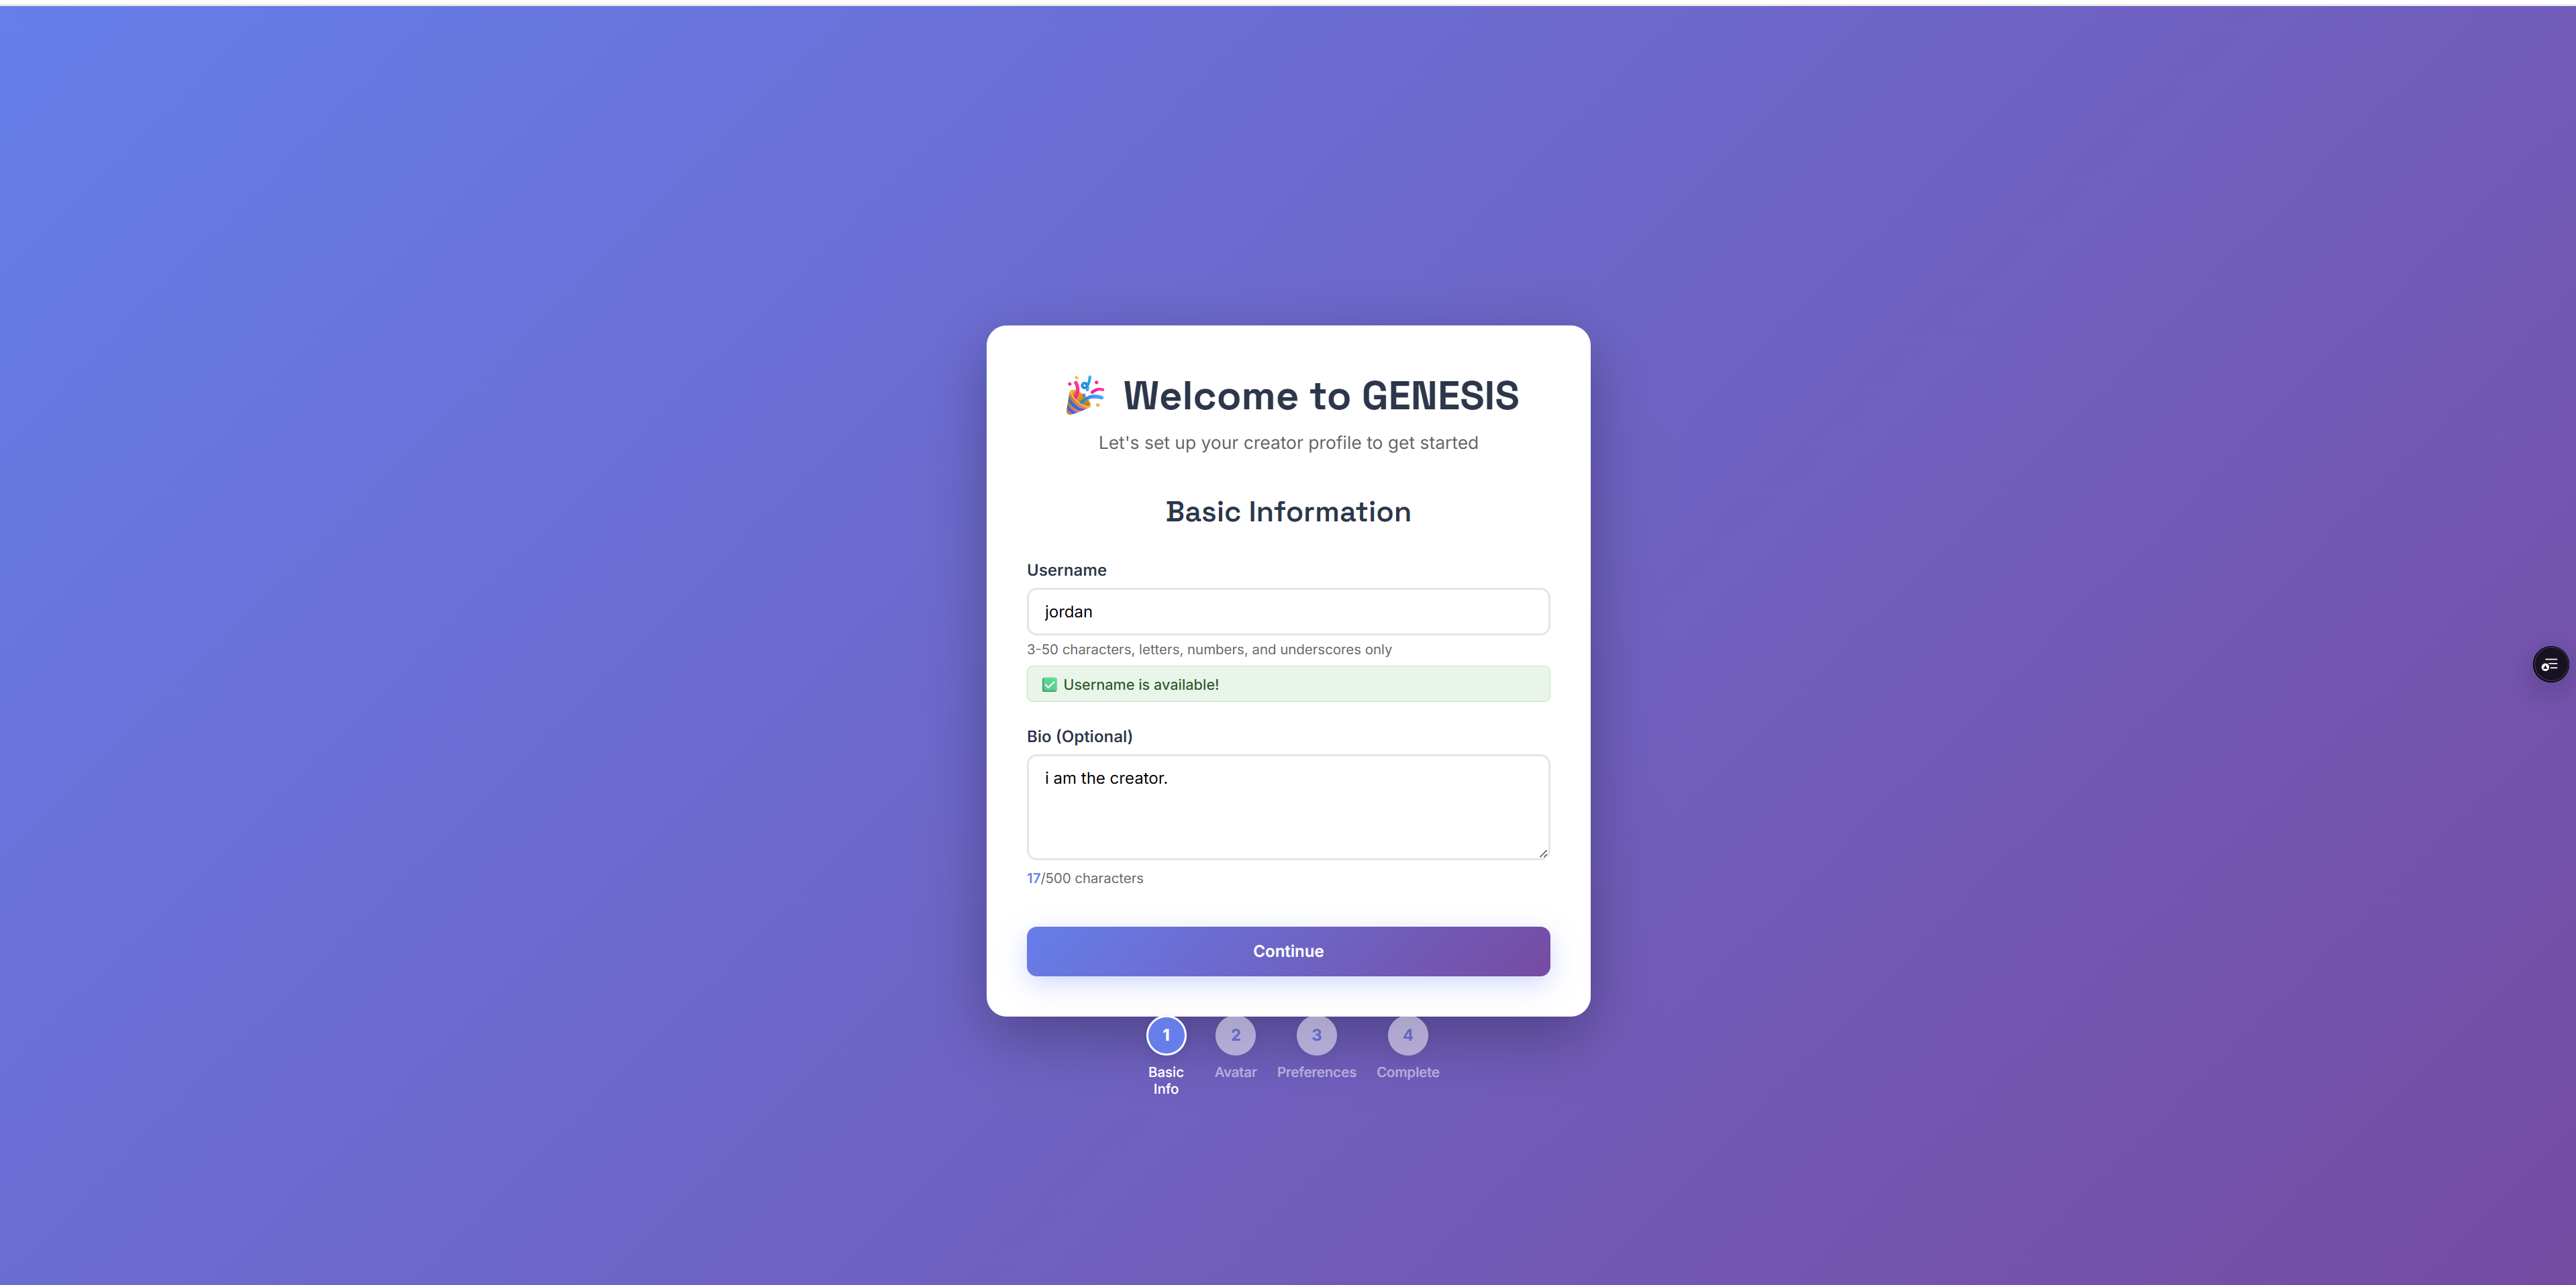 🎉 Welcome to GENESIS
Let's set up your creator profile to get started
Basic Information
Username
jordan
3-50 characters, letters, numbers, and underscores only
✅ Username is available!
Bio (Optional)
i am the creator.
17/500 characters
Continue
1 2 3 4
Basic Info Avatar Preferences Complete